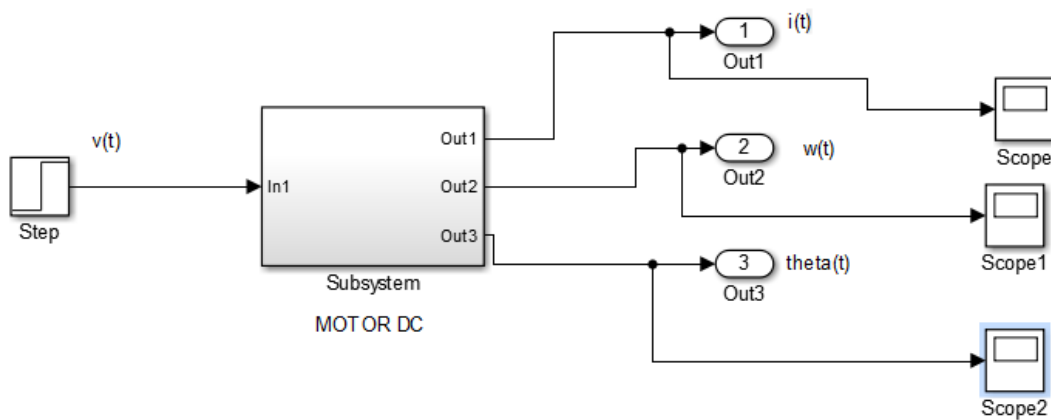 1
i(t)
Out1
v(t)
Out1
Scope
2
w(t)
Out2
In1
Out2
Step
Out3
Scope1
3
theta(t)
Out3
Subsystem
MOTOR DC
Scope2